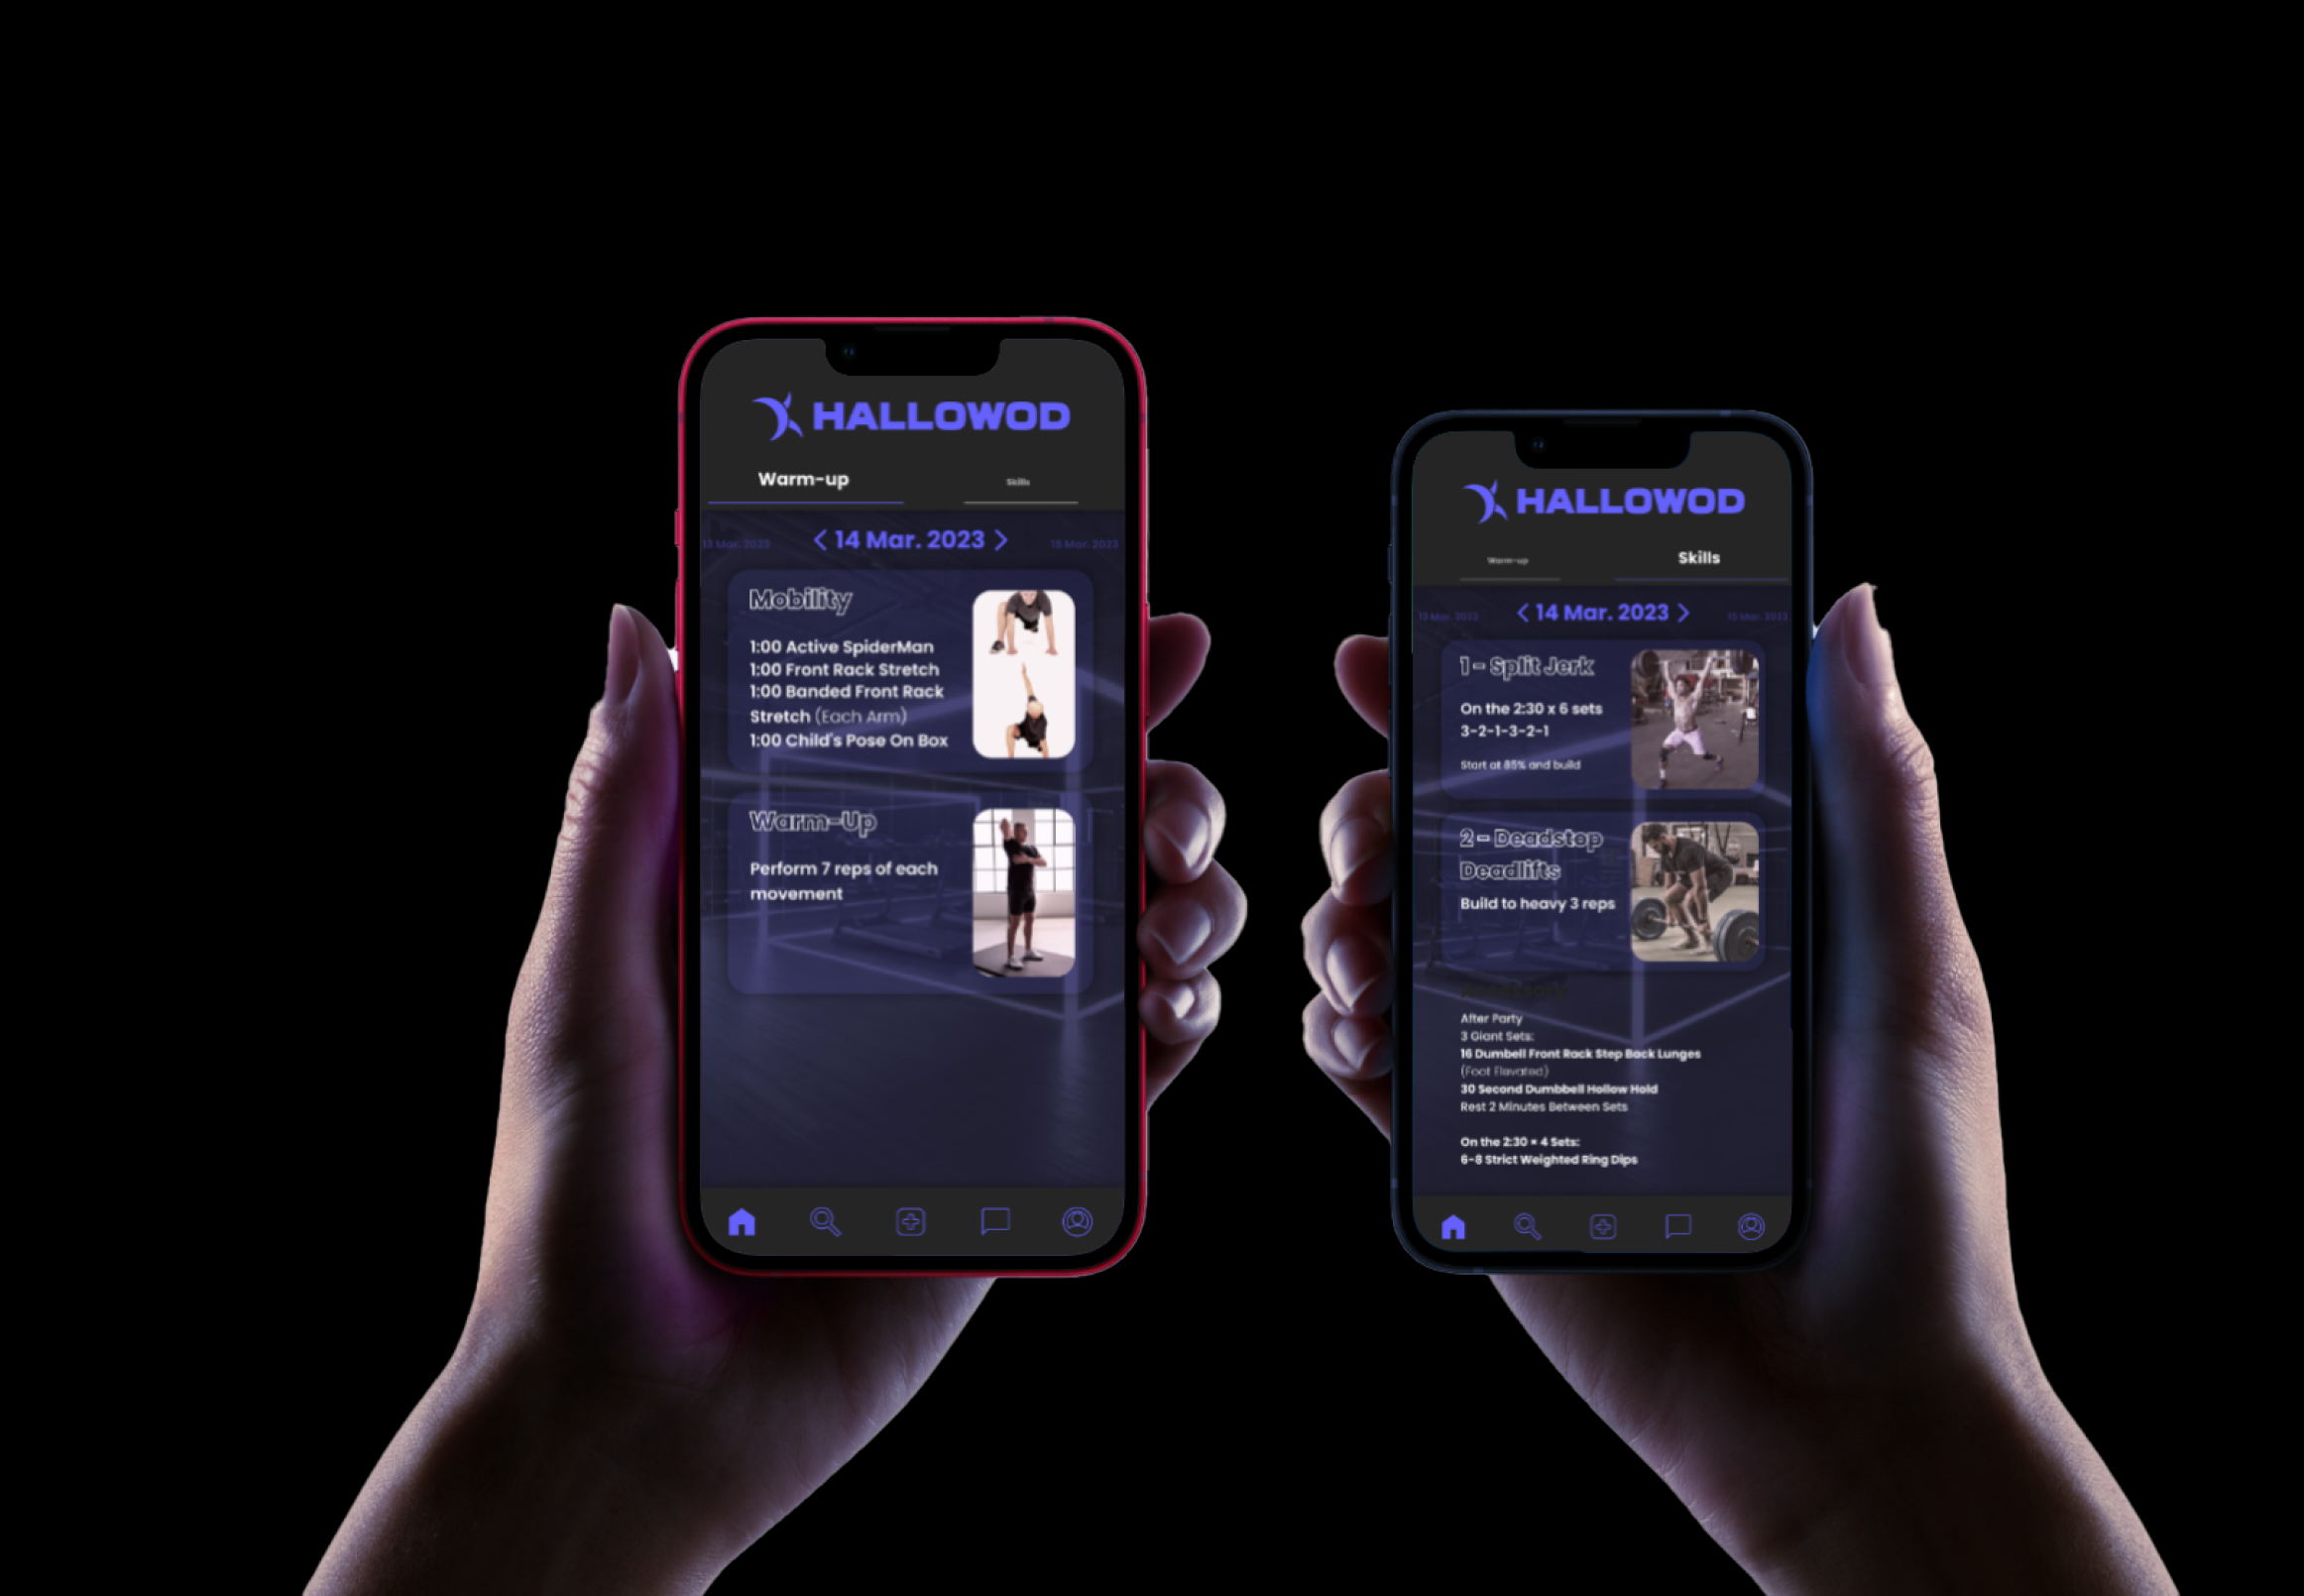 HALLOWOD
Warm-up
Skills
13 Mar. 2023
14 Mar. 2023
15 Mar. 2023
Mobility
1:00 Active SpiderMan
1:00 Front Rack Stretch
1:00 Banded Front Rack
Stretch (Each Arm)
1:00 Child's Pose On Box
Warm-Up
Perform 7 reps of each
movement
HALLOWOD
Warm-up
Skills
13 Mar. 2023
14 Mar. 2023
15 Mar. 2023
1 - Split Jerk
On the 2:30 x 6 sets
3-2-1-3-2-1
Start at 85% and build
2 - Deadstop
Deadlifts
Build to heavy 3 reps
After Party
3 Giant Sets:
16 Dumbell Front Rack Step Back Lunges
(Foot Elevated)
30 Second Dumbbell Hollow Hold
Rest 2 Minutes Between Sets
On the 2:30 × 4 Sets:
6-8 Strict Weighted Ring Dips